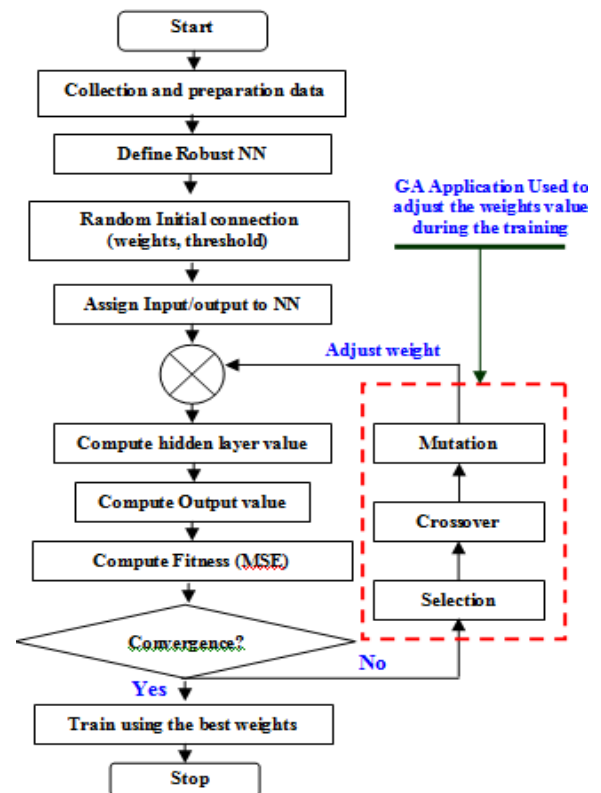 Start
Collection and preparation data
Define Robust NN
Random Initial connection
(weights, threshold)
Assign Input/output to NN
GA Application Used to
adjust the weights value
during the training
Adjust weight
Compute hidden layer value
Compute Output value
Compute Fitness (MSE)
Convergence?
Mutation
Crossover
Selection
No
Yes
Train using the best weights
Stop